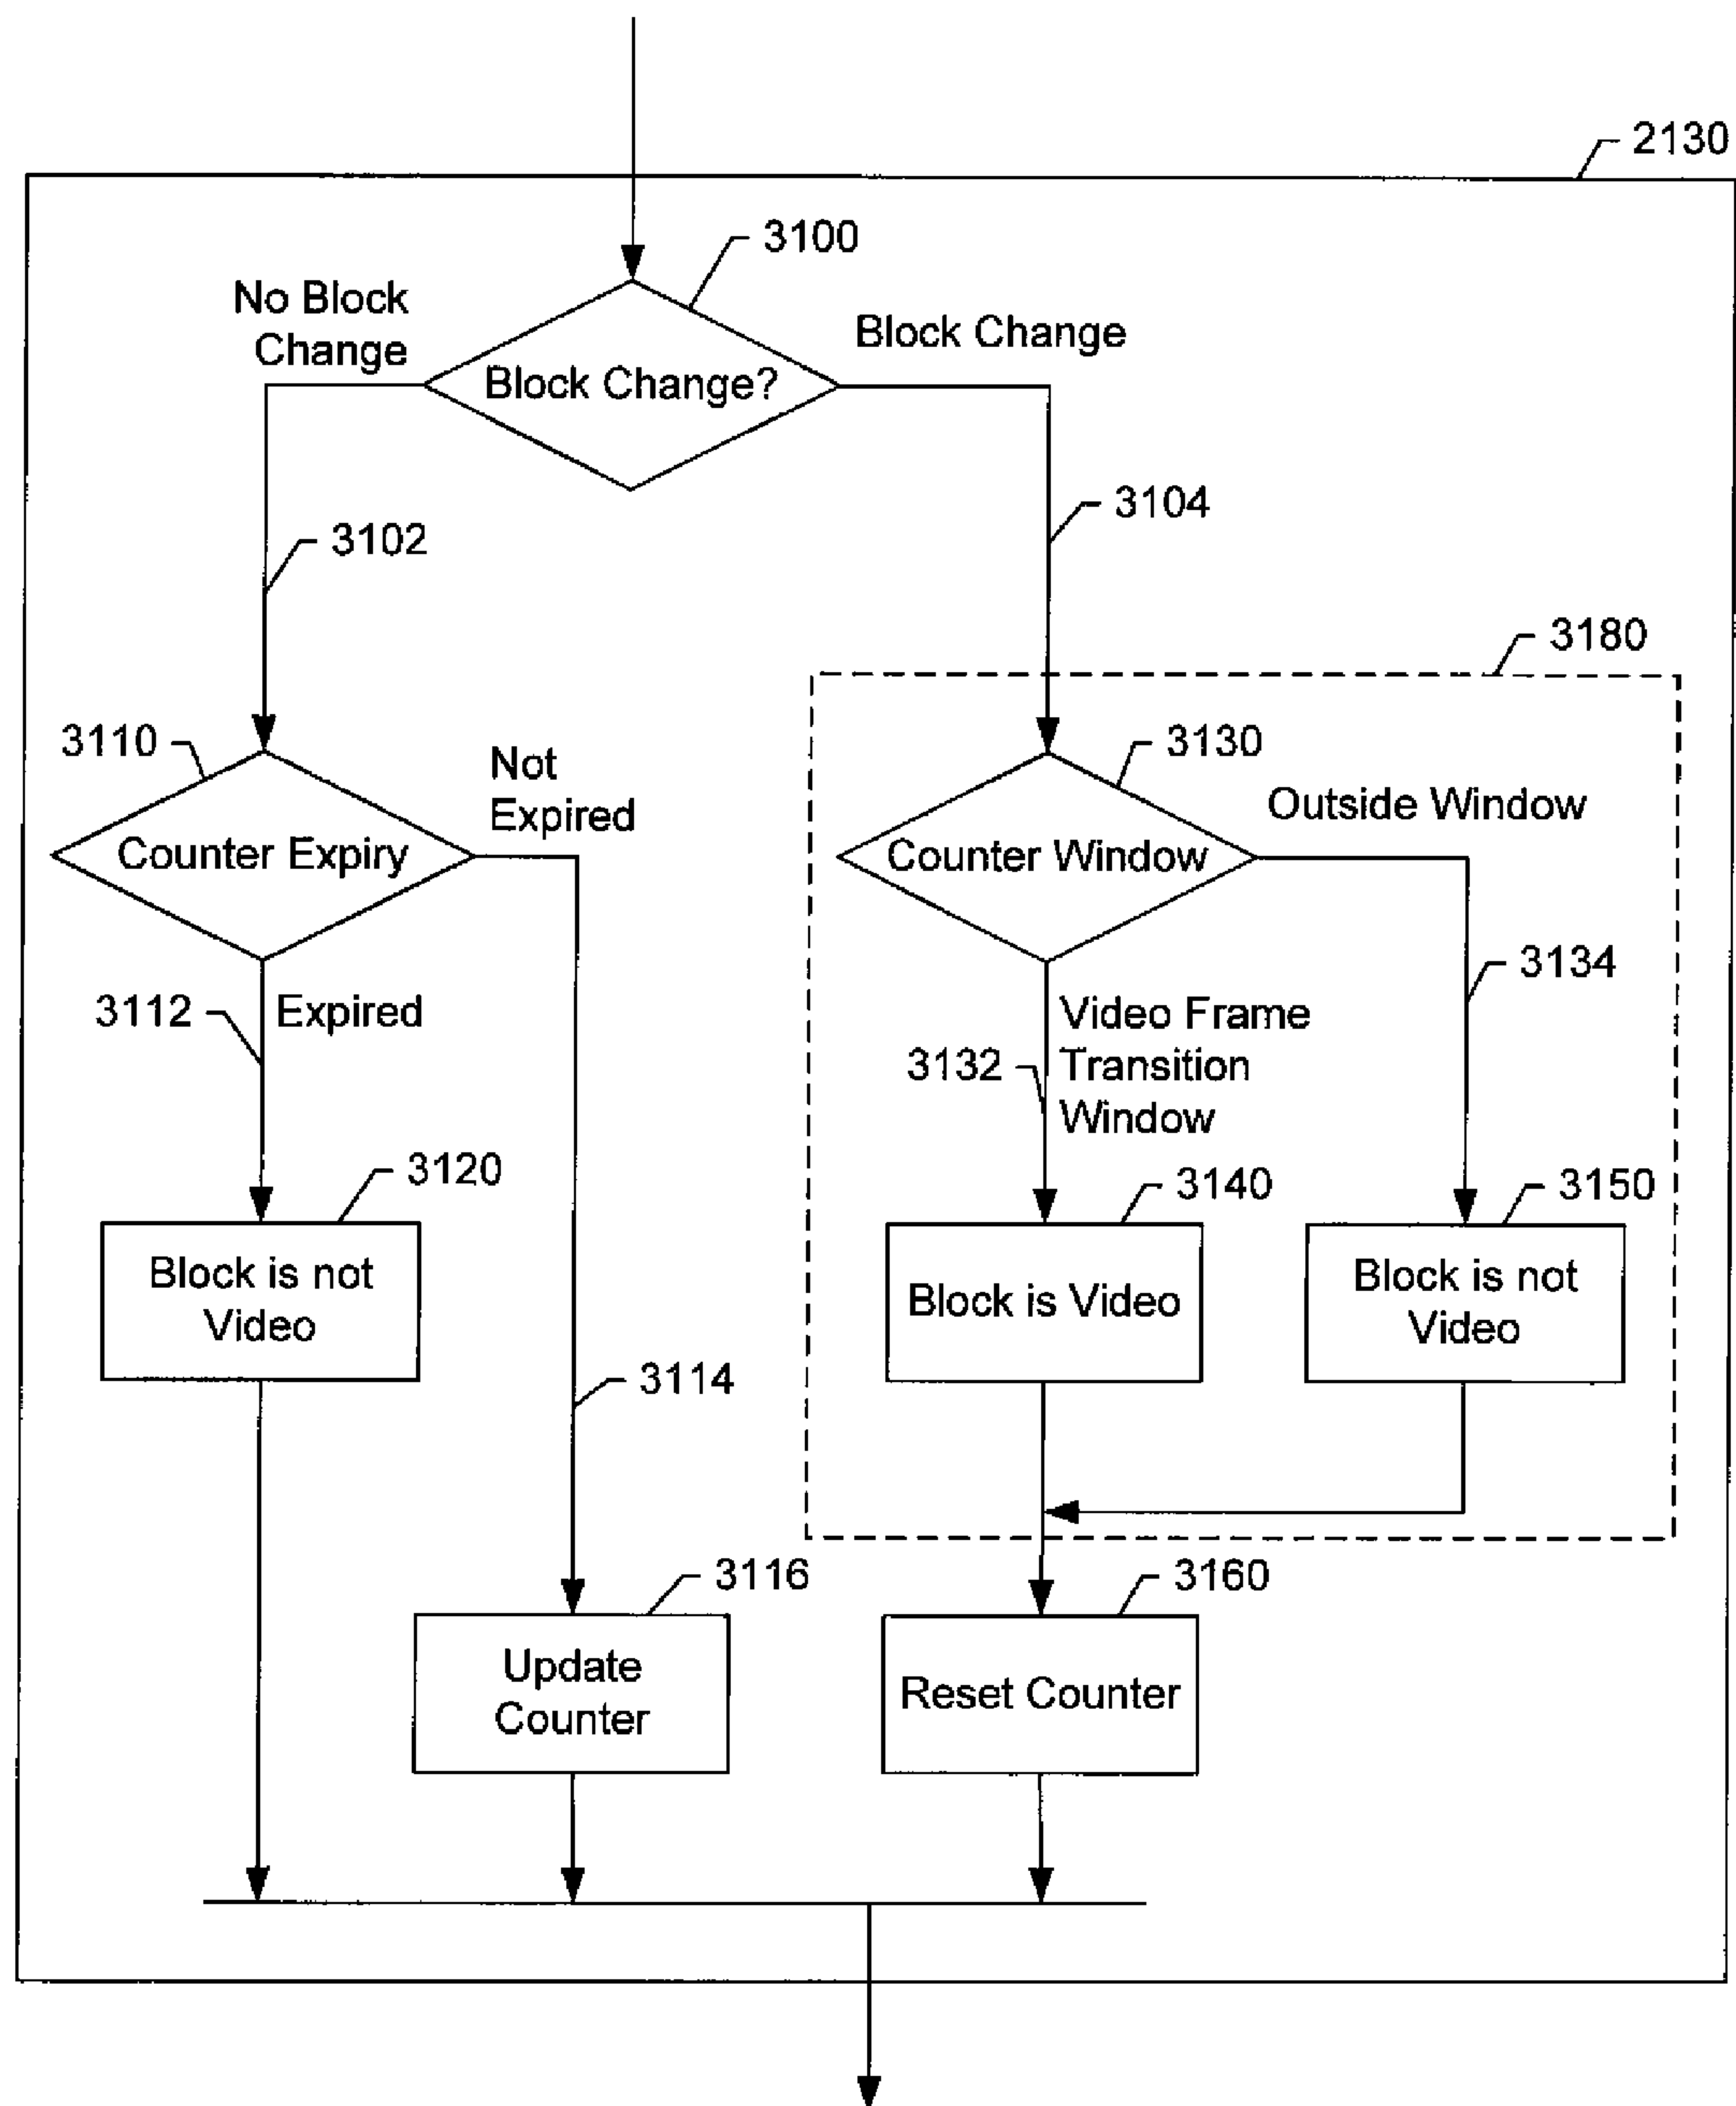 2130
3100
No Block
Change
Block Change
Block Change?
3104
3102
3180
3110
Not
Expired
3130
Outside Window
Counter Expiry
Counter Window
3134
3112
Expired
Video Frame
Transition
Window
3132
3120
3140
3150
Block is not
Video
Block is Video
Block is not
Video
3114
3116
3160
Update
Counter
Reset Counter